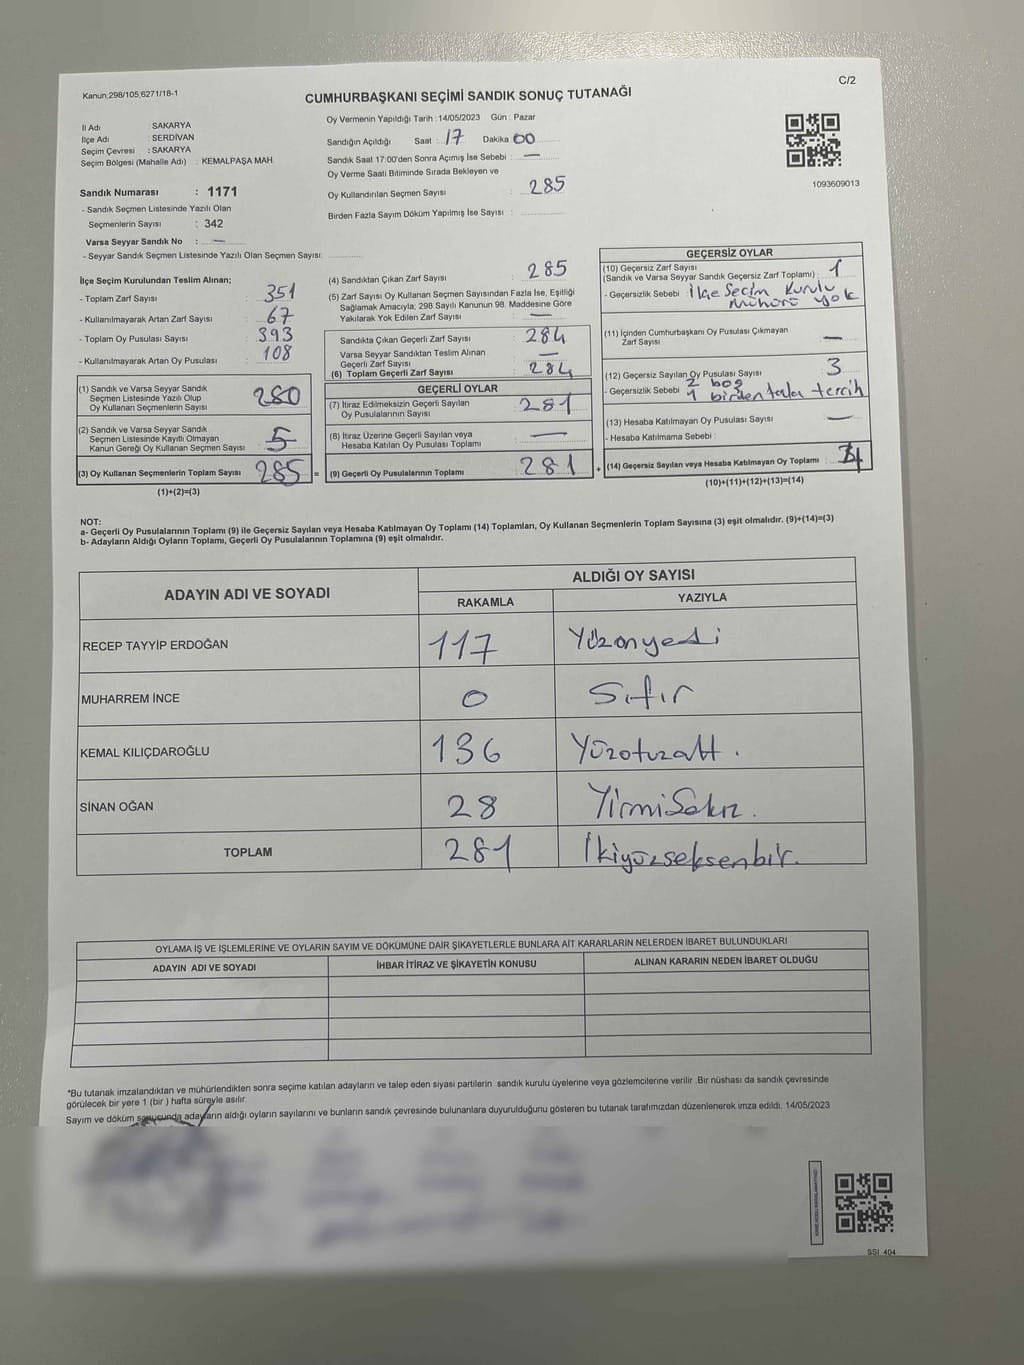 Kanun;298/105;6271/18-1
C/2
CUMHURBAŞKANI SEÇİMİ SANDIK SONUÇ TUTANAĞI
İl Adı : SAKARYA
İlçe Adı : SERDİVAN
Seçim Çevresi : SAKARYA
Seçim Bölgesi (Mahalle Adı) : KEMALPAŞA MAH.
Sandık Numarası : 1171
- Sandık Seçmen Listesinde Yazılı Olan
Seçmenlerin Sayısı : 342
Varsa Seyyar Sandık No : —
- Seyyar Sandık Seçmen Listesinde Yazılı Olan Seçmen Sayısı:
Oy Vermenin Yapıldığı Tarih : 14/05/2023 Gün : Pazar
Sandığın Açıldığı Saat : 17 Dakika 00
Sandık Saat 17:00'den Sonra Açımış İse Sebebi : —
Oy Verme Saati Bitiminde Sırada Bekleyen ve
Oy Kullandırılan Seçmen Sayısı : 285
Birden Fazla Sayım Döküm Yapılmış İse Sayısı :
1093609013
İlçe Seçim Kurulundan Teslim Alınan;
- Toplam Zarf Sayısı : 351
- Kullanılmayarak Artan Zarf Sayısı : 67
- Toplam Oy Pusulası Sayısı : 393
- Kullanılmayarak Artan Oy Pusulası : 108
(1) Sandık ve Varsa Seyyar Sandık
Seçmen Listesinde Yazılı Olup
Oy Kullanan Seçmenlerin Sayısı 280
(2) Sandık ve Varsa Seyyar Sandık
Seçmen Listesinde Kayıtlı Olmayan
Kanun Gereği Oy Kullanan Seçmen Sayısı 5
(3) Oy Kullanan Seçmenlerin Toplam Sayısı 285 =
(1)+(2)=(3)
(4) Sandıktan Çıkan Zarf Sayısı : 285
(5) Zarf Sayısı Oy Kullanan Seçmen Sayısından Fazla İse, Eşitliği
Sağlamak Amacıyla; 298 Sayılı Kanunun 98. Maddesine Göre
Yakılarak Yok Edilen Zarf Sayısı : —
Sandıkta Çıkan Geçerli Zarf Sayısı : 284
Varsa Seyyar Sandıktan Teslim Alınan
Geçerli Zarf Sayısı : —
(6) Toplam Geçerli Zarf Sayısı : 284
GEÇERLİ OYLAR
(7) İtiraz Edilmeksizin Geçerli Sayılan
Oy Pusulalarının Sayısı : 281
(8) İtiraz Üzerine Geçerli Sayılan veya
Hesaba Katılan Oy Pusulası Toplamı : —
(9) Geçerli Oy Pusulalarının Toplamı : 281 +
GEÇERSİZ OYLAR
(10) Geçersiz Zarf Sayısı
(Sandık ve Varsa Seyyar Sandık Geçersiz Zarf Toplamı) : 1
- Geçersizlik Sebebi : İlçe Seçim Kurulu
mührü yok
(11) İçinden Cumhurbaşkanı Oy Pusulası Çıkmayan
Zarf Sayısı : —
(12) Geçersiz Sayılan Oy Pusulası Sayısı : 3
- Geçersizlik Sebebi : 2 boş
1 birden fazla tercih
(13) Hesaba Katılmayan Oy Pusulası Sayısı : —
- Hesaba Katılmama Sebebi :
(14) Geçersiz Sayılan veya Hesaba Katılmayan Oy Toplamı : 4
(10)+(11)+(12)+(13)=(14)
NOT:
a- Geçerli Oy Pusulalarının Toplamı (9) ile Geçersiz Sayılan veya Hesaba Katılmayan Oy Toplamı (14) Toplamları, Oy Kullanan Seçmenlerin Toplam Sayısına (3) eşit olmalıdır. (9)+(14)=(3)
b- Adayların Aldığı Oyların Toplamı, Geçerli Oy Pusulalarının Toplamına (9) eşit olmalıdır.
ADAYIN ADI VE SOYADI
ALDIĞI OY SAYISI
RAKAMLA YAZIYLA
RECEP TAYYİP ERDOĞAN 117 Yüzonyedi
MUHARREM İNCE 0 Sıfır
KEMAL KILIÇDAROĞLU 136 Yüzotuzaltı.
SİNAN OĞAN 28 YirmiSekiz.
TOPLAM 281 İkiyüzseksenbir.
OYLAMA İŞ VE İŞLEMLERİNE VE OYLARIN SAYIM VE DÖKÜMÜNE DAİR ŞİKAYETLERLE BUNLARA AİT KARARLARIN NELERDEN İBARET BULUNDUKLARI
ADAYIN ADI VE SOYADI İHBAR İTİRAZ VE ŞİKAYETİN KONUSU ALINAN KARARIN NEDEN İBARET OLDUĞU
*Bu tutanak imzalandıktan ve mühürlendikten sonra seçime katılan adayların ve talep eden siyasi partilerin sandık kurulu üyelerine veya gözlemcilerine verilir .Bir nüshası da sandık çevresinde
görülecek bir yere 1 (bir ) hafta süreyle asılır.
Sayım ve döküm sonucunda adayların aldığı oyların sayılarını ve bunların sandık çevresinde bulunanlara duyurulduğunu gösteren bu tutanak tarafımızdan düzenlenerek imza edildi. 14/05/2023